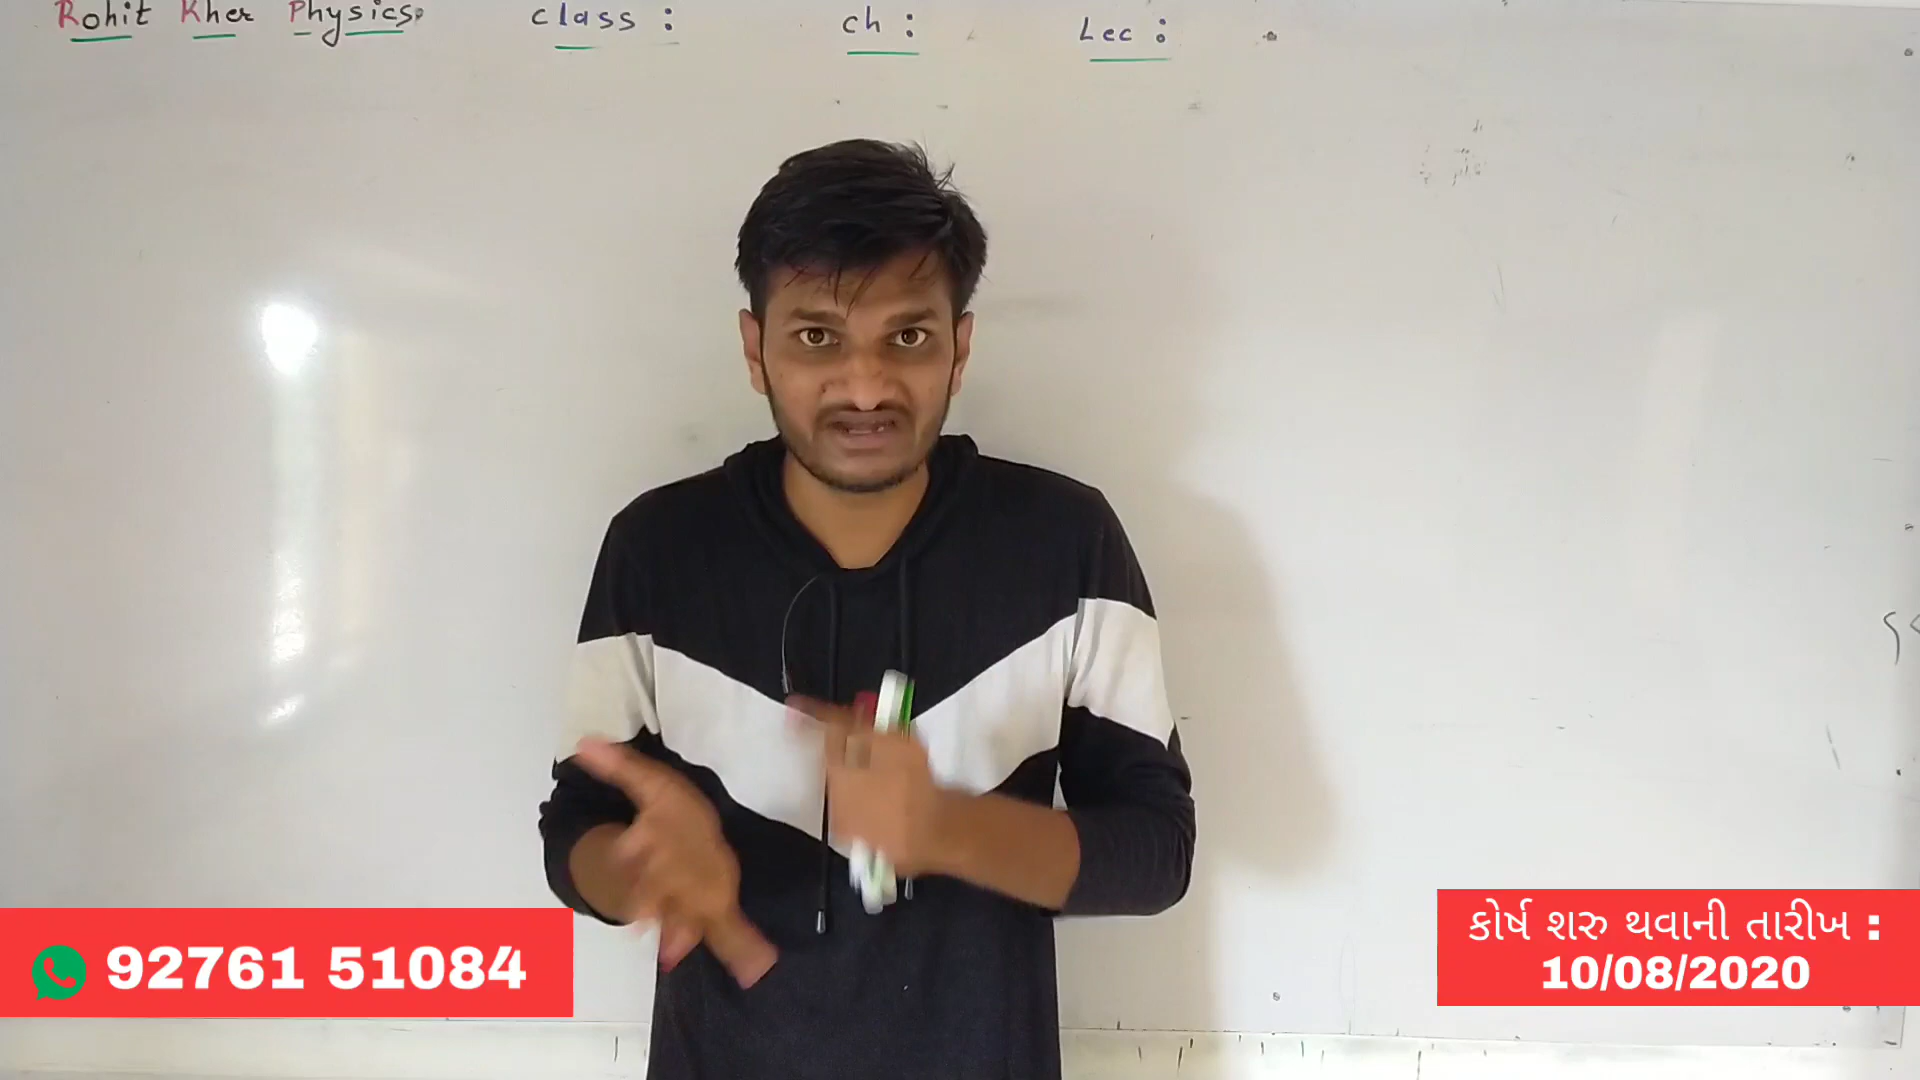 Rohit Kher Physics. class : ch : Lec :
92761 51084
કોર્ષ શરુ થવાની તારીખ :
10/08/2020